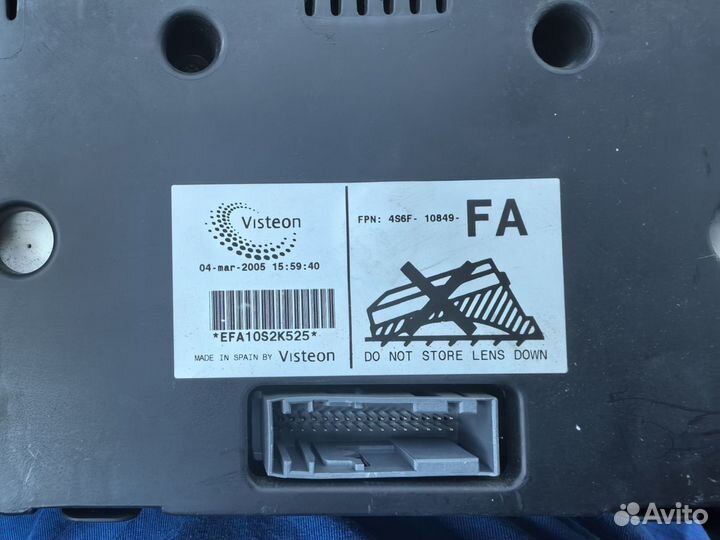 Visteon
04-mar-2005 15:59:40
*EFA10S2K525*
MADE IN SPAIN BY Visteon
FPN: 4S6F- 10849- FA
DO NOT STORE LENS DOWN
Avito